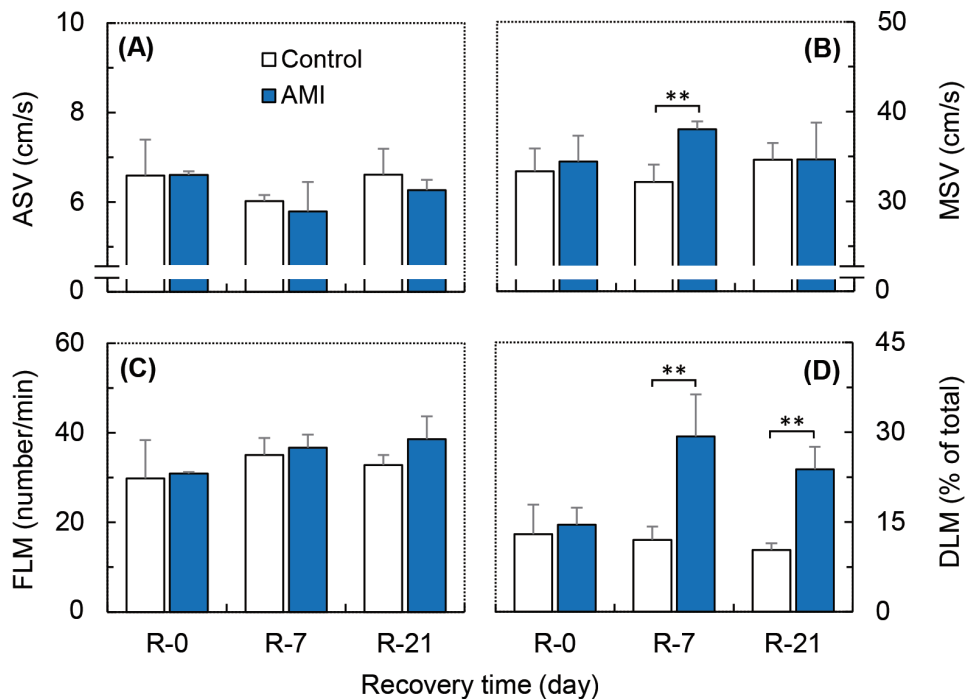 10
(A)
Control
AMI
8
6
0
ASV (cm/s)
50
(B)
**
40
30
0
MSV (cm/s)
60
(C)
40
20
0
FLM (number/min)
R-0
R-7
R-21
45
(D)
**
**
30
15
0
DLM (% of total)
R-0
R-7
R-21
Recovery time (day)